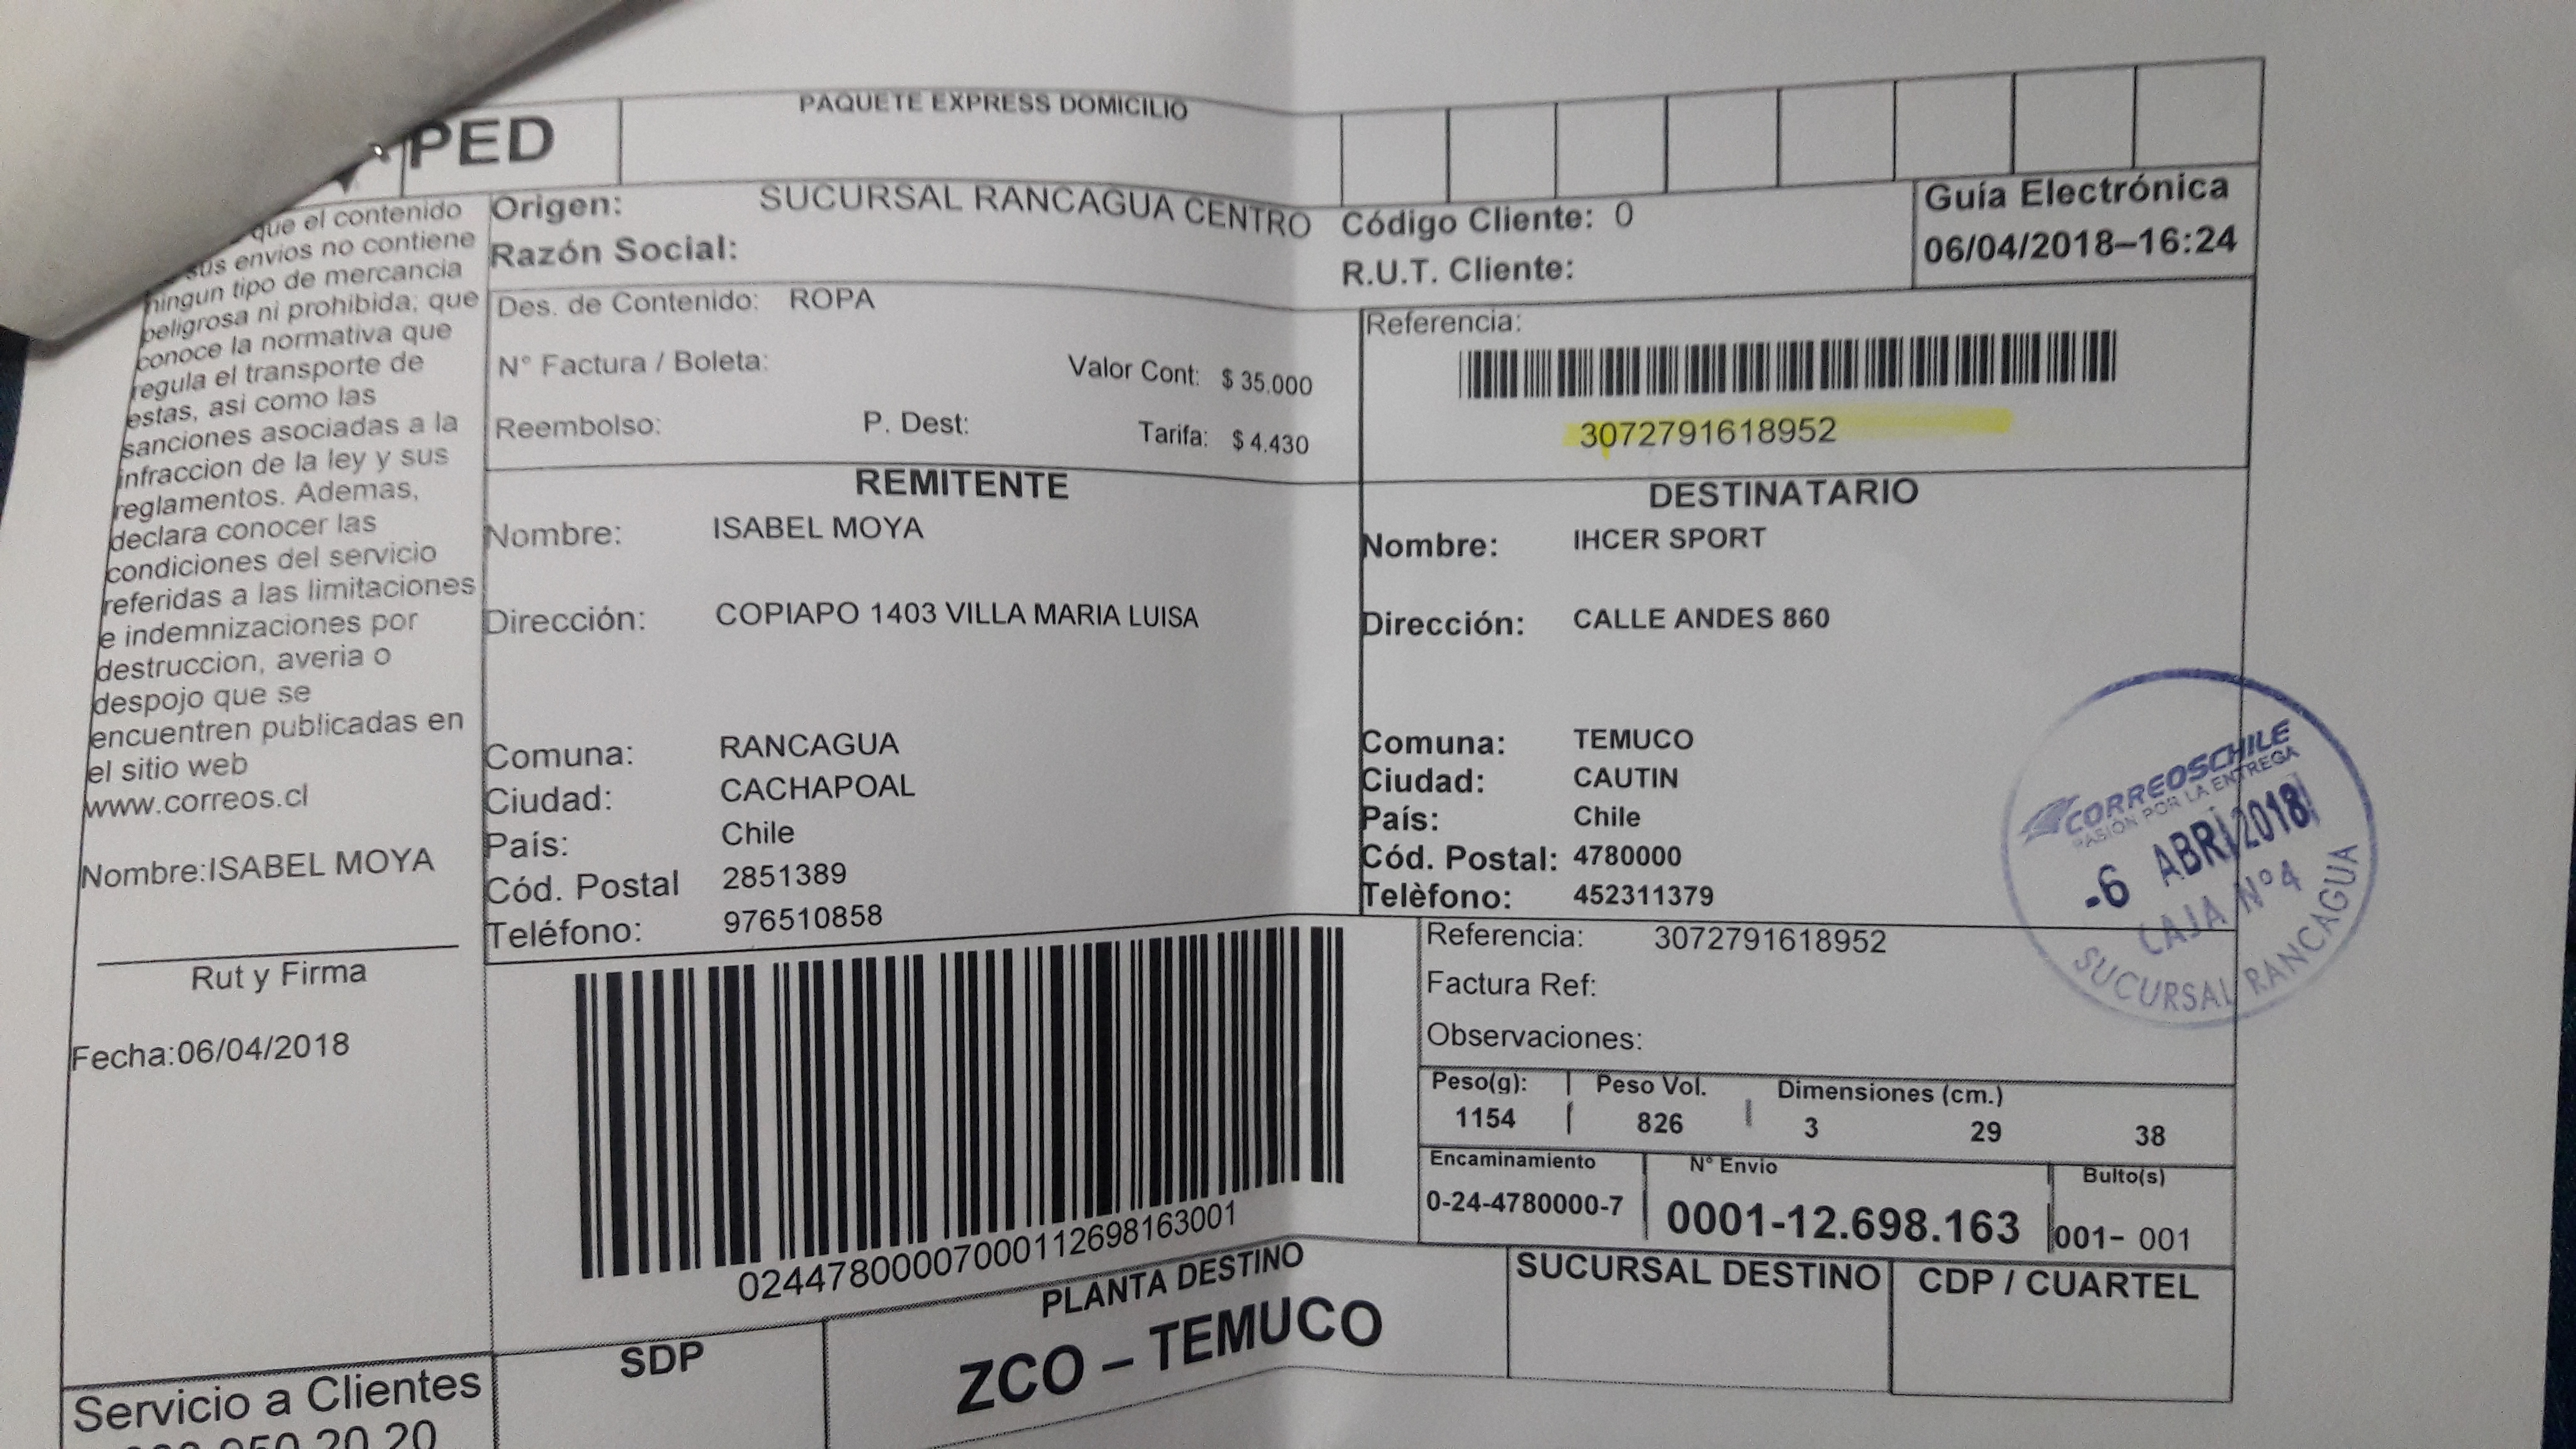 PED
PAQUETE EXPRESS DOMICILIO
que el contenido
sus envios no contiene
ningun tipo de mercancia
peligrosa ni prohibida, que
conoce la normativa que
regula el transporte de
estas, asi como las
sanciones asociadas a la
infraccion de la ley y sus
reglamentos. Ademas,
declara conocer las
condiciones del servicio
referidas a las limitaciones
e indemnizaciones por
destruccion, averia o
despojo que se
encuentren publicadas en
el sitio web
www.correos.cl
Nombre:ISABEL MOYA
Rut y Firma
Fecha:06/04/2018
Servicio a Clientes
950 20 20
Origen: SUCURSAL RANCAGUA CENTRO
Razón Social:
Código Cliente: 0
R.U.T. Cliente:
Guía Electrónica
06/04/2018–16:24
Des. de Contenido: ROPA
N° Factura / Boleta: Valor Cont: $ 35.000
Reembolso: P. Dest: Tarifa: $ 4.430
Referencia:
3072791618952
REMITENTE
Nombre: ISABEL MOYA
Dirección: COPIAPO 1403 VILLA MARIA LUISA
Comuna: RANCAGUA
Ciudad: CACHAPOAL
País: Chile
Cód. Postal 2851389
Teléfono: 976510858
DESTINATARIO
Nombre: IHCER SPORT
Dirección: CALLE ANDES 860
Comuna: TEMUCO
Ciudad: CAUTIN
País: Chile
Cód. Postal: 4780000
Telèfono: 452311379
CORREOSCHILE
PASIÓN POR LA ENTREGA
-6 ABRI 2018
CAJA N° 4
SUCURSAL RANCAGUA
02447800007000112698163001
Referencia: 3072791618952
Factura Ref:
Observaciones:
Peso(g): Peso Vol. Dimensiones (cm.)
1154 826 3 29 38
Encaminamiento N° Envio Bulto(s)
0-24-4780000-7 0001-12.698.163 001– 001
SDP
PLANTA DESTINO
ZCO – TEMUCO
SUCURSAL DESTINO
CDP / CUARTEL